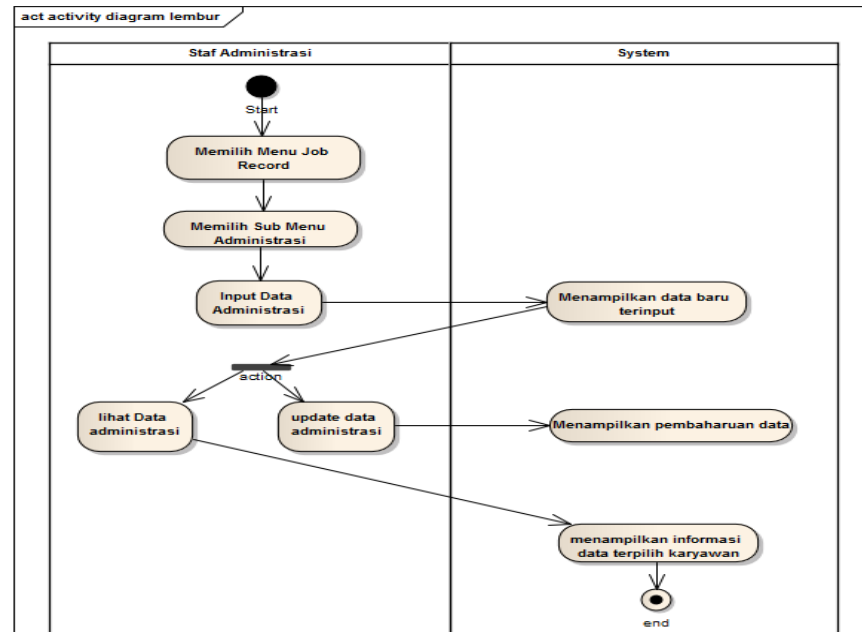 act activity diagram lembur
Staf Administrasi
System
Start
Memilih Menu Job
Record
Memilih Sub Menu
Administrasi
Input Data
Administrasi
Menampilkan data baru
terinput
action
lihat Data
administrasi
update data
administrasi
Menampilkan pembaharuan data
menampilkan informasi
data terpilih karyawan
end